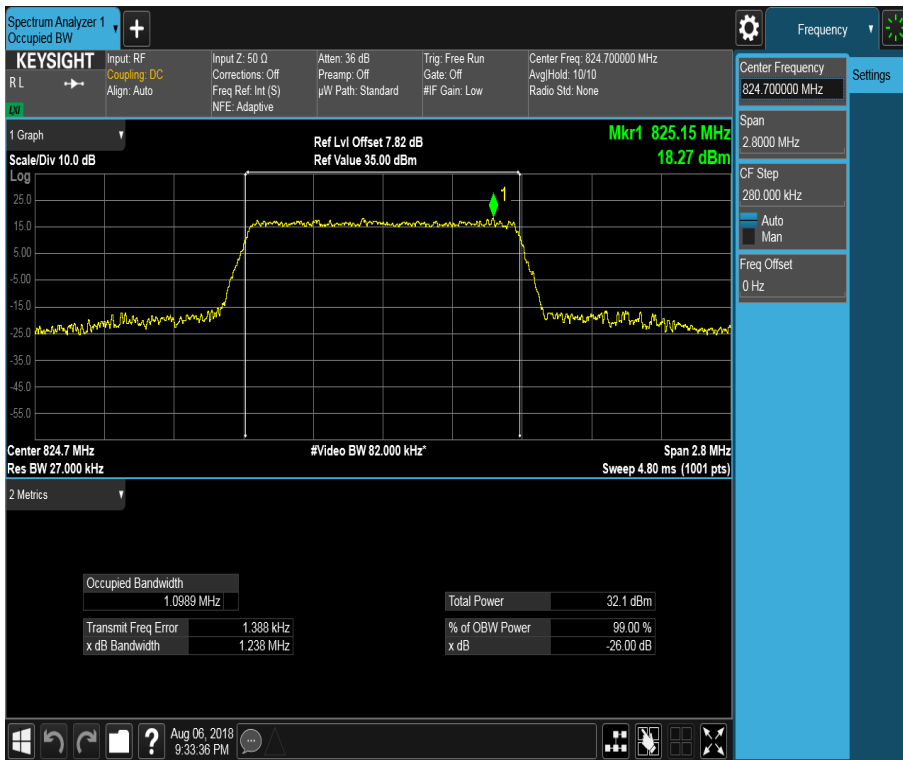 Spectrum Analyzer 1
Occupied BW
+
Frequency
KEYSIGHT
R L
LXI
Input: RF
Coupling: DC
Align: Auto
Input Z: 50 Ω
Corrections: Off
Freq Ref: Int (S)
NFE: Adaptive
Atten: 36 dB
Preamp: Off
µW Path: Standard
Trig: Free Run
Gate: Off
#IF Gain: Low
Center Freq: 824.700000 MHz
Avg|Hold: 10/10
Radio Std: None
Center Frequency
824.700000 MHz
Settings
Span
2.8000 MHz
CF Step
280.000 kHz
Auto
Man
Freq Offset
0 Hz
1 Graph
Scale/Div 10.0 dB
Ref Lvl Offset 7.82 dB
Ref Value 35.00 dBm
Mkr1 825.15 MHz
18.27 dBm
Log
25.0
15.0
5.00
-5.00
-15.0
-25.0
-35.0
-45.0
-55.0
1
Center 824.7 MHz
Res BW 27.000 kHz
#Video BW 82.000 kHz*
Span 2.8 MHz
Sweep 4.80 ms (1001 pts)
2 Metrics
Occupied Bandwidth
1.0989 MHz
Transmit Freq Error 1.388 kHz
x dB Bandwidth 1.238 MHz
Total Power 32.1 dBm
% of OBW Power 99.00 %
x dB -26.00 dB
?
Aug 06, 2018
9:33:36 PM